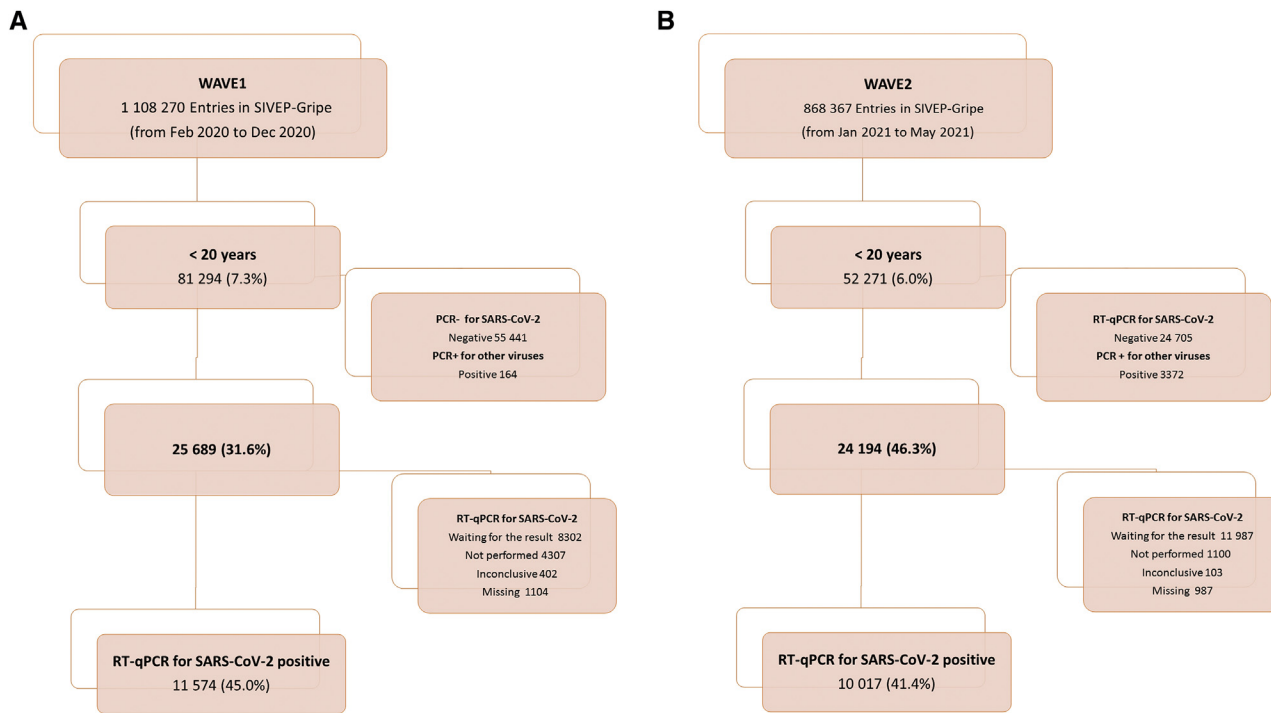 A
WAVE1
1 108 270 Entries in SIVEP-Gripe
(from Feb 2020 to Dec 2020)
< 20 years
81 294 (7.3%)
PCR- for SARS-CoV-2
Negative 55 441
PCR+ for other viruses
Positive 164
25 689 (31.6%)
RT-qPCR for SARS-CoV-2
Waiting for the result 8302
Not performed 4307
Inconclusive 402
Missing 1104
RT-qPCR for SARS-CoV-2 positive
11 574 (45.0%)
B
WAVE2
868 367 Entries in SIVEP-Gripe
(from Jan 2021 to May 2021)
< 20 years
52 271 (6.0%)
RT-qPCR for SARS-CoV-2
Negative 24 705
PCR + for other viruses
Positive 3372
24 194 (46.3%)
RT-qPCR for SARS-CoV-2
Waiting for the result 11 987
Not performed 1100
Inconclusive 103
Missing 987
RT-qPCR for SARS-CoV-2 positive
10 017 (41.4%)